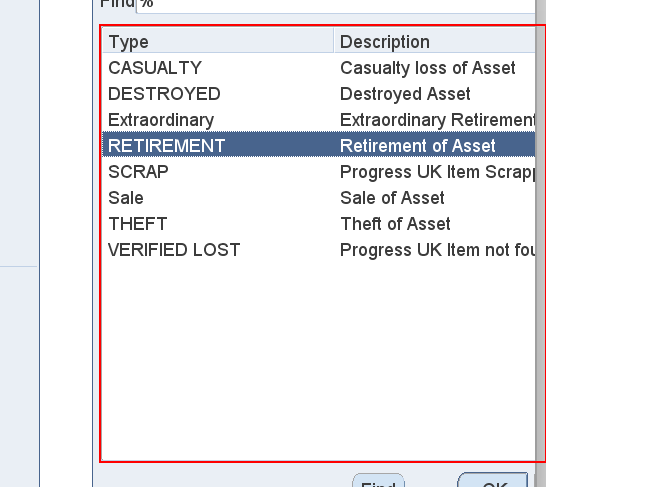 Find %
Type Description
CASUALTY Casualty loss of Asset
DESTROYED Destroyed Asset
Extraordinary Extraordinary Retirement
RETIREMENT Retirement of Asset
SCRAP Progress UK Item Scrapp
Sale Sale of Asset
THEFT Theft of Asset
VERIFIED LOST Progress UK Item not fou
Find OK